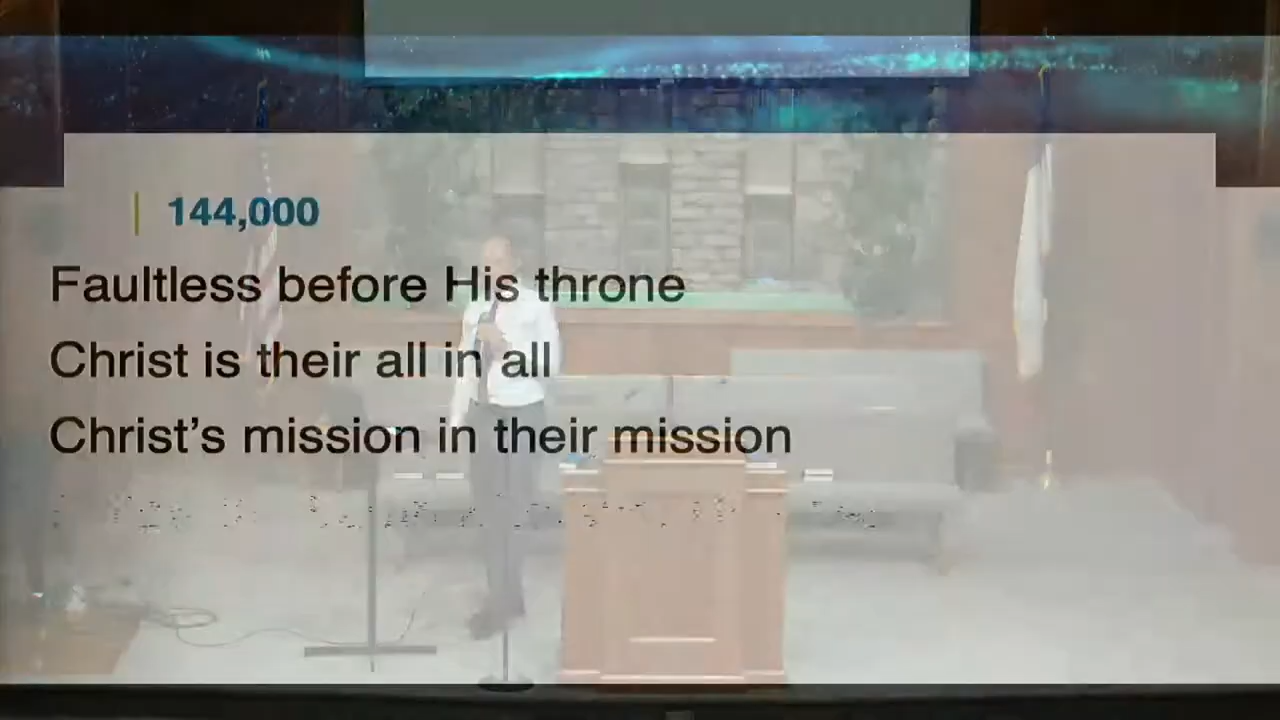 144,000
Faultless before His throne
Christ is their all in all
Christ’s mission in their mission